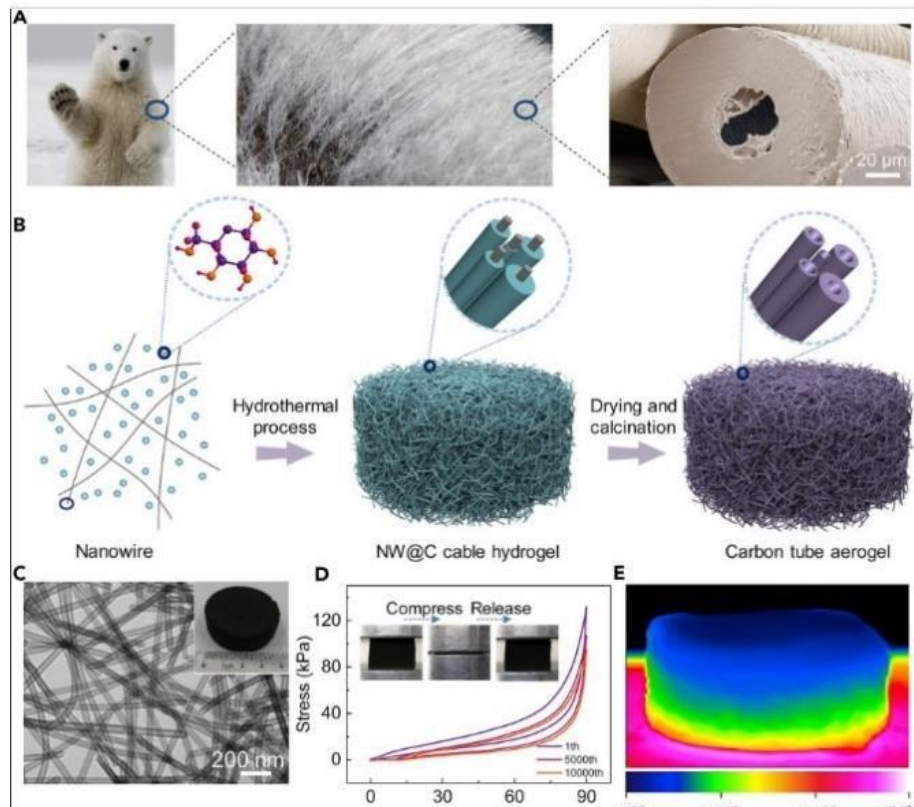 A
20 µm
B
Hydrothermal
process
Drying and
calcination
Nanowire
NW@C cable hydrogel
Carbon tube aerogel
C
200 nm
D
Stress (kPa)
120
80
40
0
Compress Release
1th
5000th
10000th
0 30 60 90
E